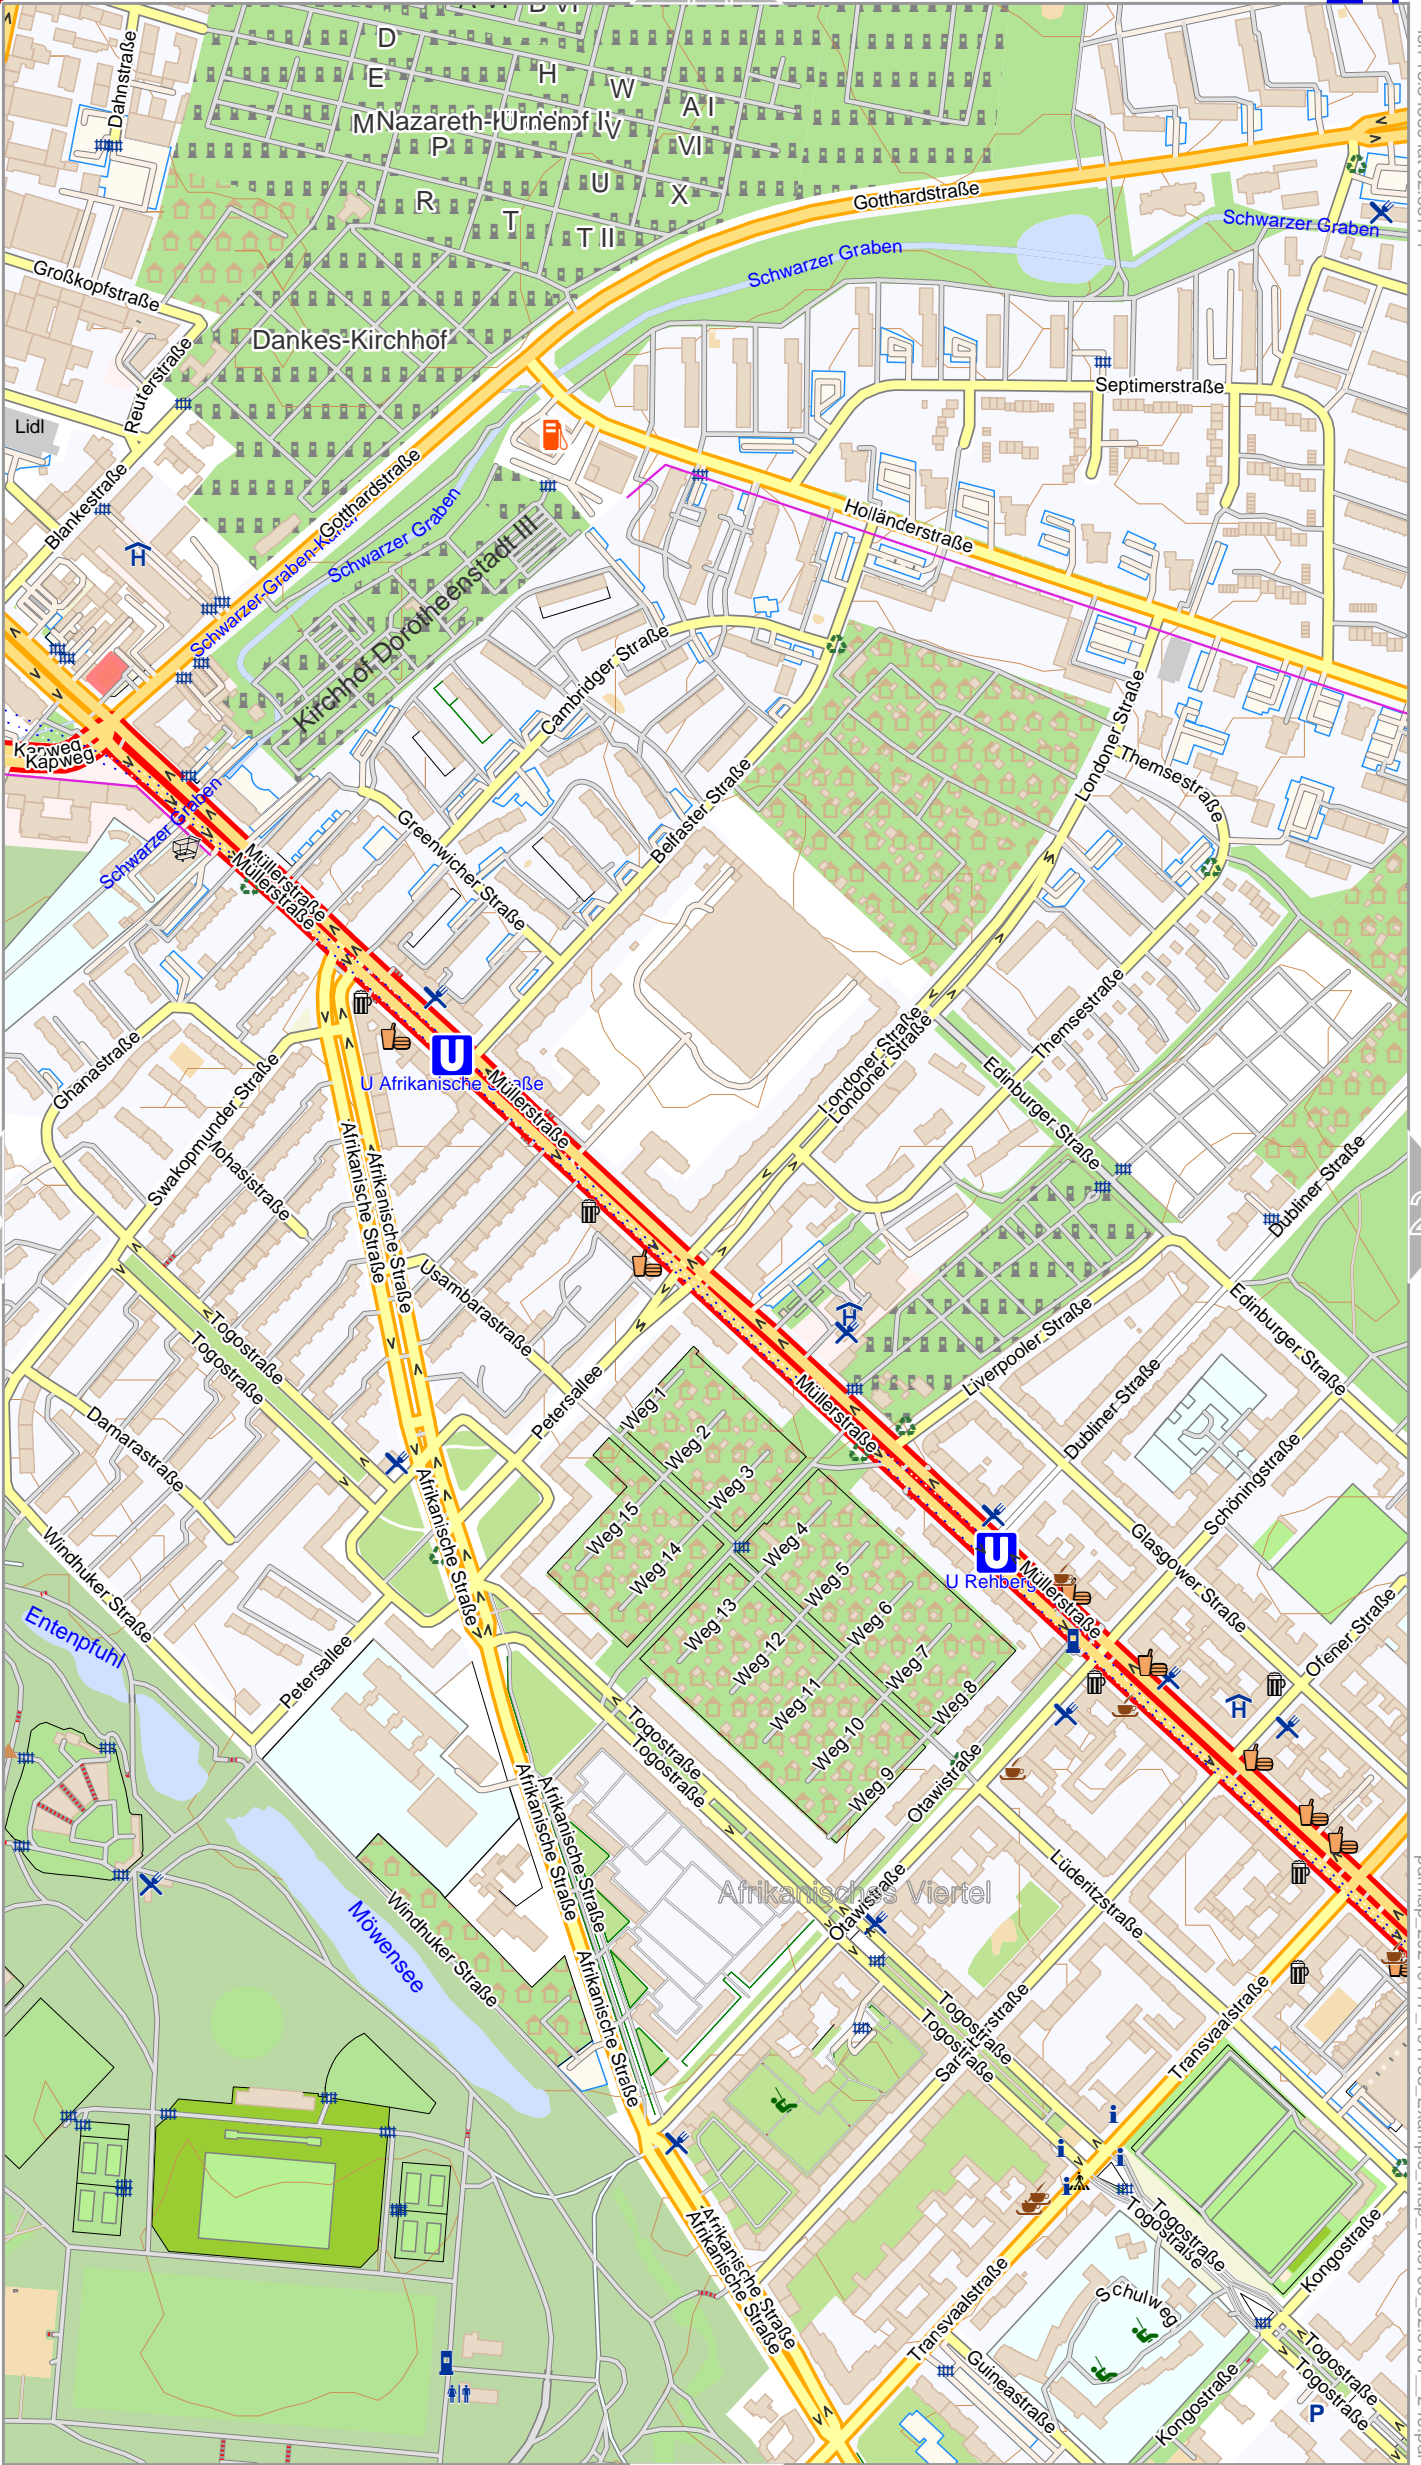 D
E
H
W
A I
M
Nazareth-
V
P
VI
U
R
X
T
T II
Dahnstraße
Gotthardstraße
Schwarzer Graben
Schwarzer Graben
Großkopfstraße
Dankes-Kirchhof
Reuterstraße
Septimerstraße
Lidl
Blankestraße
Gotthardstraße
Schwarzer Graben
Schwarzer-Graben-
Kirchhof Dorotheenstadt III
Holländerstraße
H
Cambridger Straße
Kapweg
Kapweg
Londoner Straße
Themsestraße
Belfaster Straße
Greenwicher Straße
Schwarzer Graben
Müllerstraße
Müllerstraße
Ghanastraße
Swakopmunder Straße
Mohasistraße
U
U Afrikanische Straße
Müllerstraße
Londoner Straße
Londoner Straße
Themsestraße
Edinburger Straße
Dubliner Straße
Afrikanische Straße
Afrikanische Straße
Usambarastraße
Togostraße
Togostraße
Petersallee
H
Liverpooler Straße
Edinburger Straße
Dubliner Straße
Müllerstraße
Damarastraße
Weg 1
Weg 2
Weg 3
Weg 4
Weg 5
Weg 6
Weg 7
Weg 8
Weg 9
Weg 10
Weg 11
Weg 12
Weg 13
Weg 14
Weg 15
Schöningstraße
Glasgower Straße
U
U Rehberge
Müllerstraße
Ofener Straße
H
Windhuker Straße
Entenpfuhl
Petersallee
Afrikanische Straße
Togostraße
Togostraße
Otawistraße
Afrikanische Straße
Afrikanische Straße
Lüderitzstraße
Afrikanisches Viertel
Otawistraße
Möwensee
Windhuker Straße
Afrikanische Straße
Togostraße
Togostraße
Transvaalstraße
Togostraße
Togostraße
Kongostraße
Schulweg
Afrikanische Straße
Afrikanische Straße
Transvaalstraße
Guineastraße
Kongostraße
Togostraße
Togostraße
P